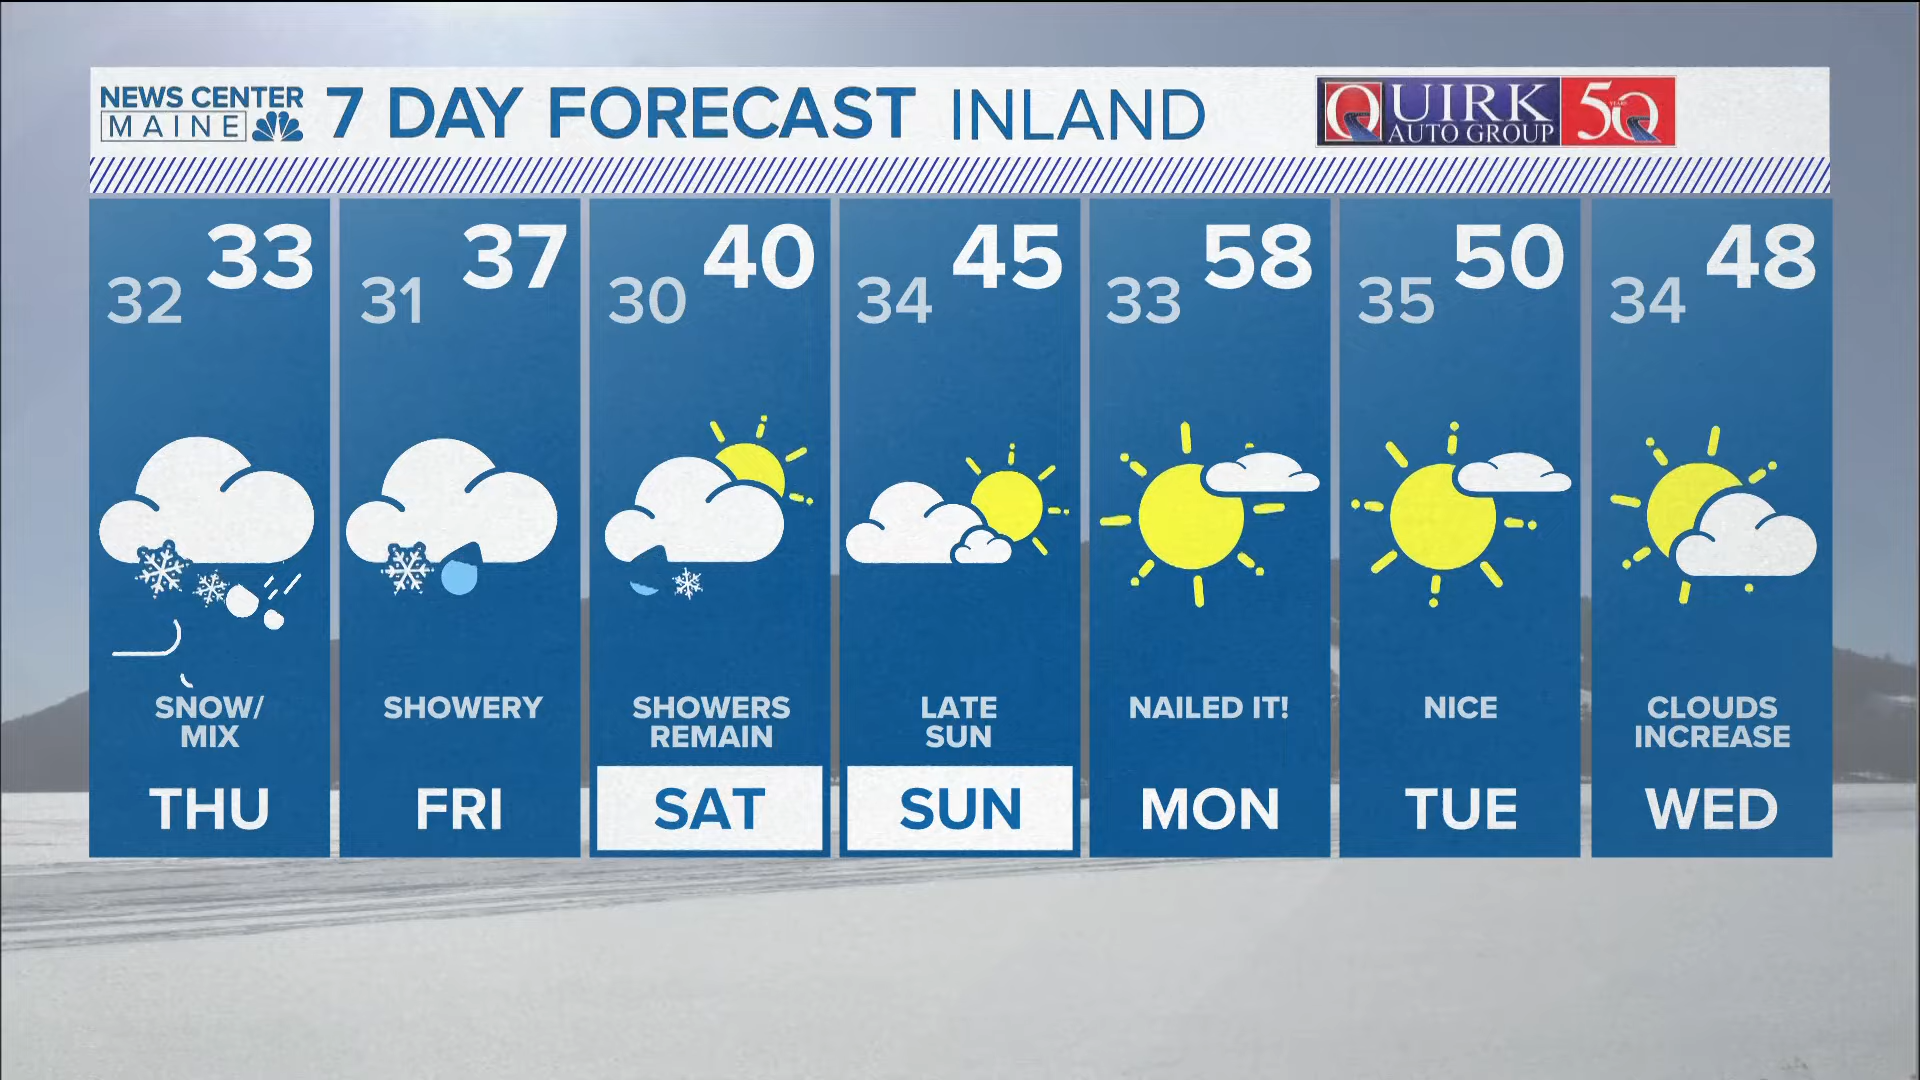 NEWS CENTER
MAINE
7 DAY FORECAST INLAND
QUIRK
AUTO GROUP
50
YEARS
32 33
31 37
30 40
34 45
33 58
35 50
34 48
SNOW/
MIX
SHOWERY
SHOWERS
REMAIN
LATE
SUN
NAILED IT!
NICE
CLOUDS
INCREASE
THU
FRI
SAT
SUN
MON
TUE
WED